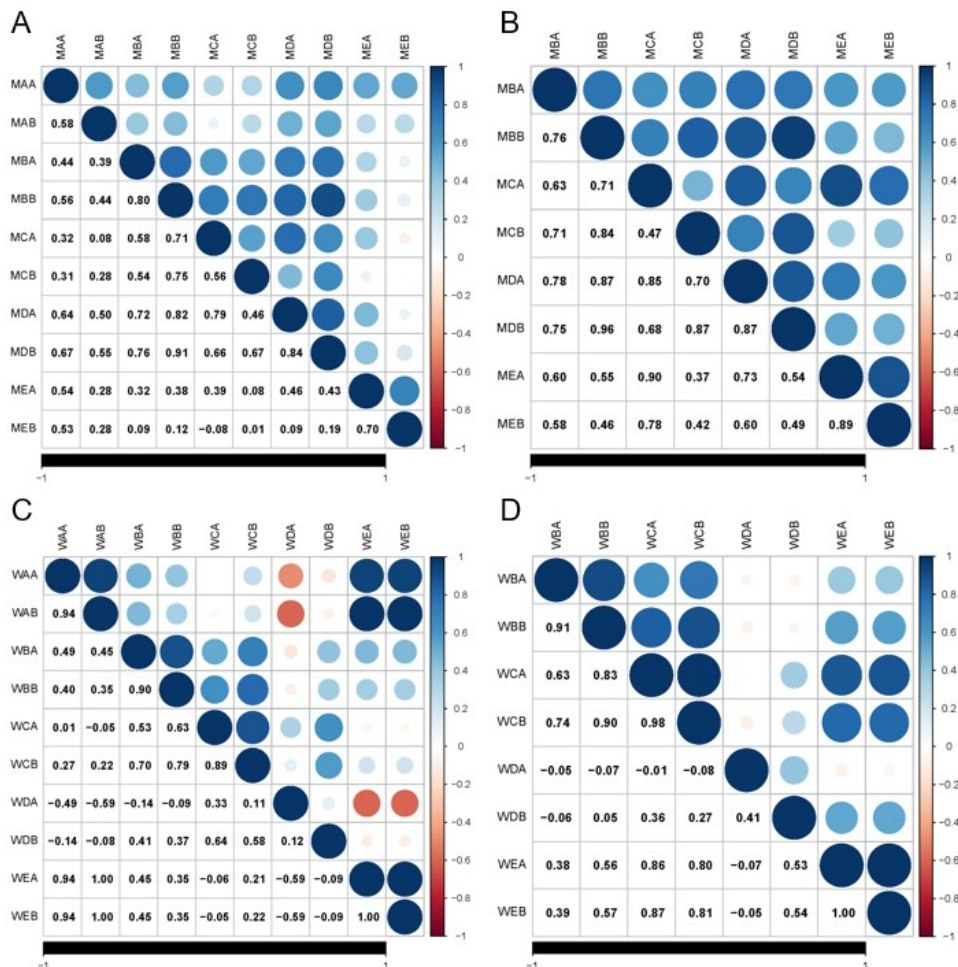 A
MAA MAB MBA MBB MCA MCB MDA MDB MEA MEB
MAA
MAB 0.58
MBA 0.44 0.39
MBB 0.56 0.44 0.80
MCA 0.32 0.08 0.58 0.71
MCB 0.31 0.28 0.54 0.75 0.56
MDA 0.64 0.50 0.72 0.82 0.79 0.46
MDB 0.67 0.55 0.76 0.91 0.66 0.67 0.84
MEA 0.54 0.28 0.32 0.38 0.39 0.08 0.46 0.43
MEB 0.53 0.28 0.09 0.12 −0.08 0.01 0.09 0.19 0.70
−1 1
1
0.8
0.6
0.4
0.2
0
−0.2
−0.4
−0.6
−0.8
−1
B
MBA MBB MCA MCB MDA MDB MEA MEB
MBA
MBB 0.76
MCA 0.63 0.71
MCB 0.71 0.84 0.47
MDA 0.78 0.87 0.85 0.70
MDB 0.75 0.96 0.68 0.87 0.87
MEA 0.60 0.55 0.90 0.37 0.73 0.54
MEB 0.58 0.46 0.78 0.42 0.60 0.49 0.89
−1 1
1
0.8
0.6
0.4
0.2
0
−0.2
−0.4
−0.6
−0.8
−1
C
WAA WAB WBA WBB WCA WCB WDA WDB WEA WEB
WAA
WAB 0.94
WBA 0.49 0.45
WBB 0.40 0.35 0.90
WCA 0.01 −0.05 0.53 0.63
WCB 0.27 0.22 0.70 0.79 0.89
WDA −0.49 −0.59 −0.14 −0.09 0.33 0.11
WDB −0.14 −0.08 0.41 0.37 0.64 0.58 0.12
WEA 0.94 1.00 0.45 0.35 −0.06 0.21 −0.59 −0.09
WEB 0.94 1.00 0.45 0.35 −0.05 0.22 −0.59 −0.09 1.00
−1 1
1
0.8
0.6
0.4
0.2
0
−0.2
−0.4
−0.6
−0.8
−1
D
WBA WBB WCA WCB WDA WDB WEA WEB
WBA
WBB 0.91
WCA 0.63 0.83
WCB 0.74 0.90 0.98
WDA −0.05 −0.07 −0.01 −0.08
WDB −0.06 0.05 0.36 0.27 0.41
WEA 0.38 0.56 0.86 0.80 −0.07 0.53
WEB 0.39 0.57 0.87 0.81 −0.05 0.54 1.00
−1 1
1
0.8
0.6
0.4
0.2
0
−0.2
−0.4
−0.6
−0.8
−1